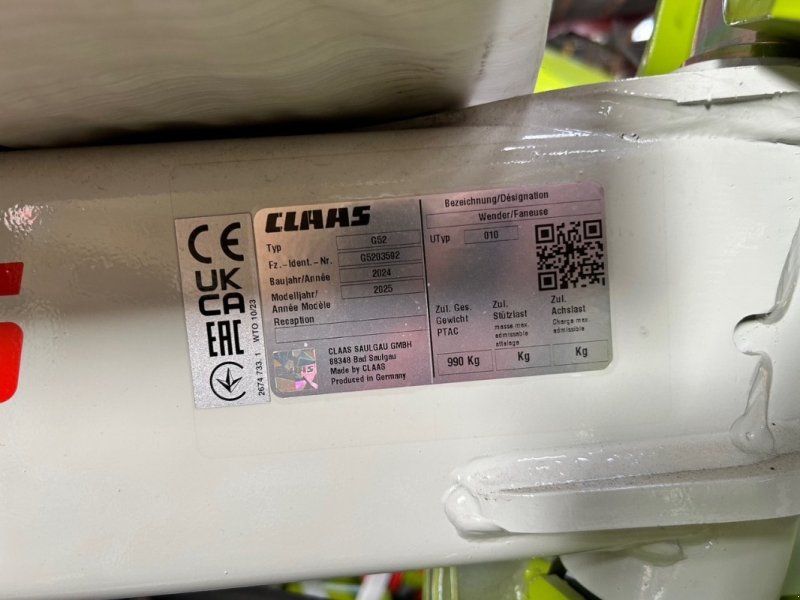 CE
UK
CA
EAC
2674 733. 1 WTO 10/23
CLAAS
Typ G52
Fz.-Ident.-Nr. G5203592
Baujahr/Année 2024
Modelljahr/
Année Modèle 2025
Reception
CLAAS SAULGAU GMBH
88348 Bad Saulgau
Made by CLAAS
Produced in Germany
Bezeichnung/Désignation
Wender/Faneuse
UTyp 010
Zul. Ges.
Gewicht
PTAC
990 Kg
Zul.
Stützlast
masse max.
admissible
attelage
Kg
Zul.
Achslast
Charge max
admissible
Kg